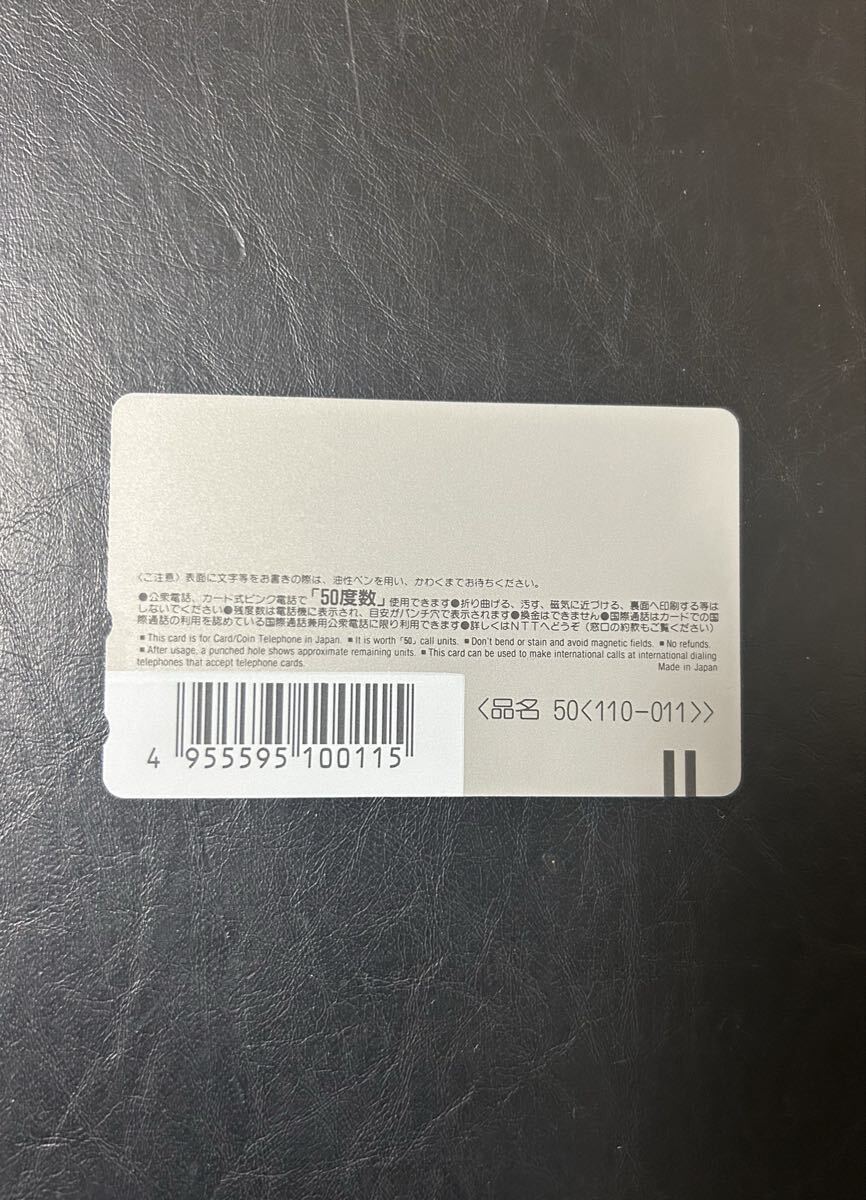 〈ご注意〉表面に文字等をお書きの際は、油性ペンを用い、かわくまでお待ちください。
●公衆電話、カード式ピンク電話で「50度数」使用できます●折り曲げる、汚す、磁気に近づける、裏面へ印刷する等は
しないでください●残度数は電話機に表示され、目安がパンチ穴で表示されます●換金はできません●国際通話はカードでの国
際通話の利用を認めている国際通話兼用公衆電話に限り利用できます●詳しくはNTTへどうぞ（窓口の約款もご覧ください）
■This card is for Card/Coin Telephone in Japan. ■It is worth「50」call units. ■Don't bend or stain and avoid magnetic fields. ■No refunds.
■After usage, a punched hole shows approximate remaining units. ■This card can be used to make international calls at international dialing
telephones that accept telephone cards.
Made in Japan
〈品名 50〈110-011〉〉
4 955595 100115